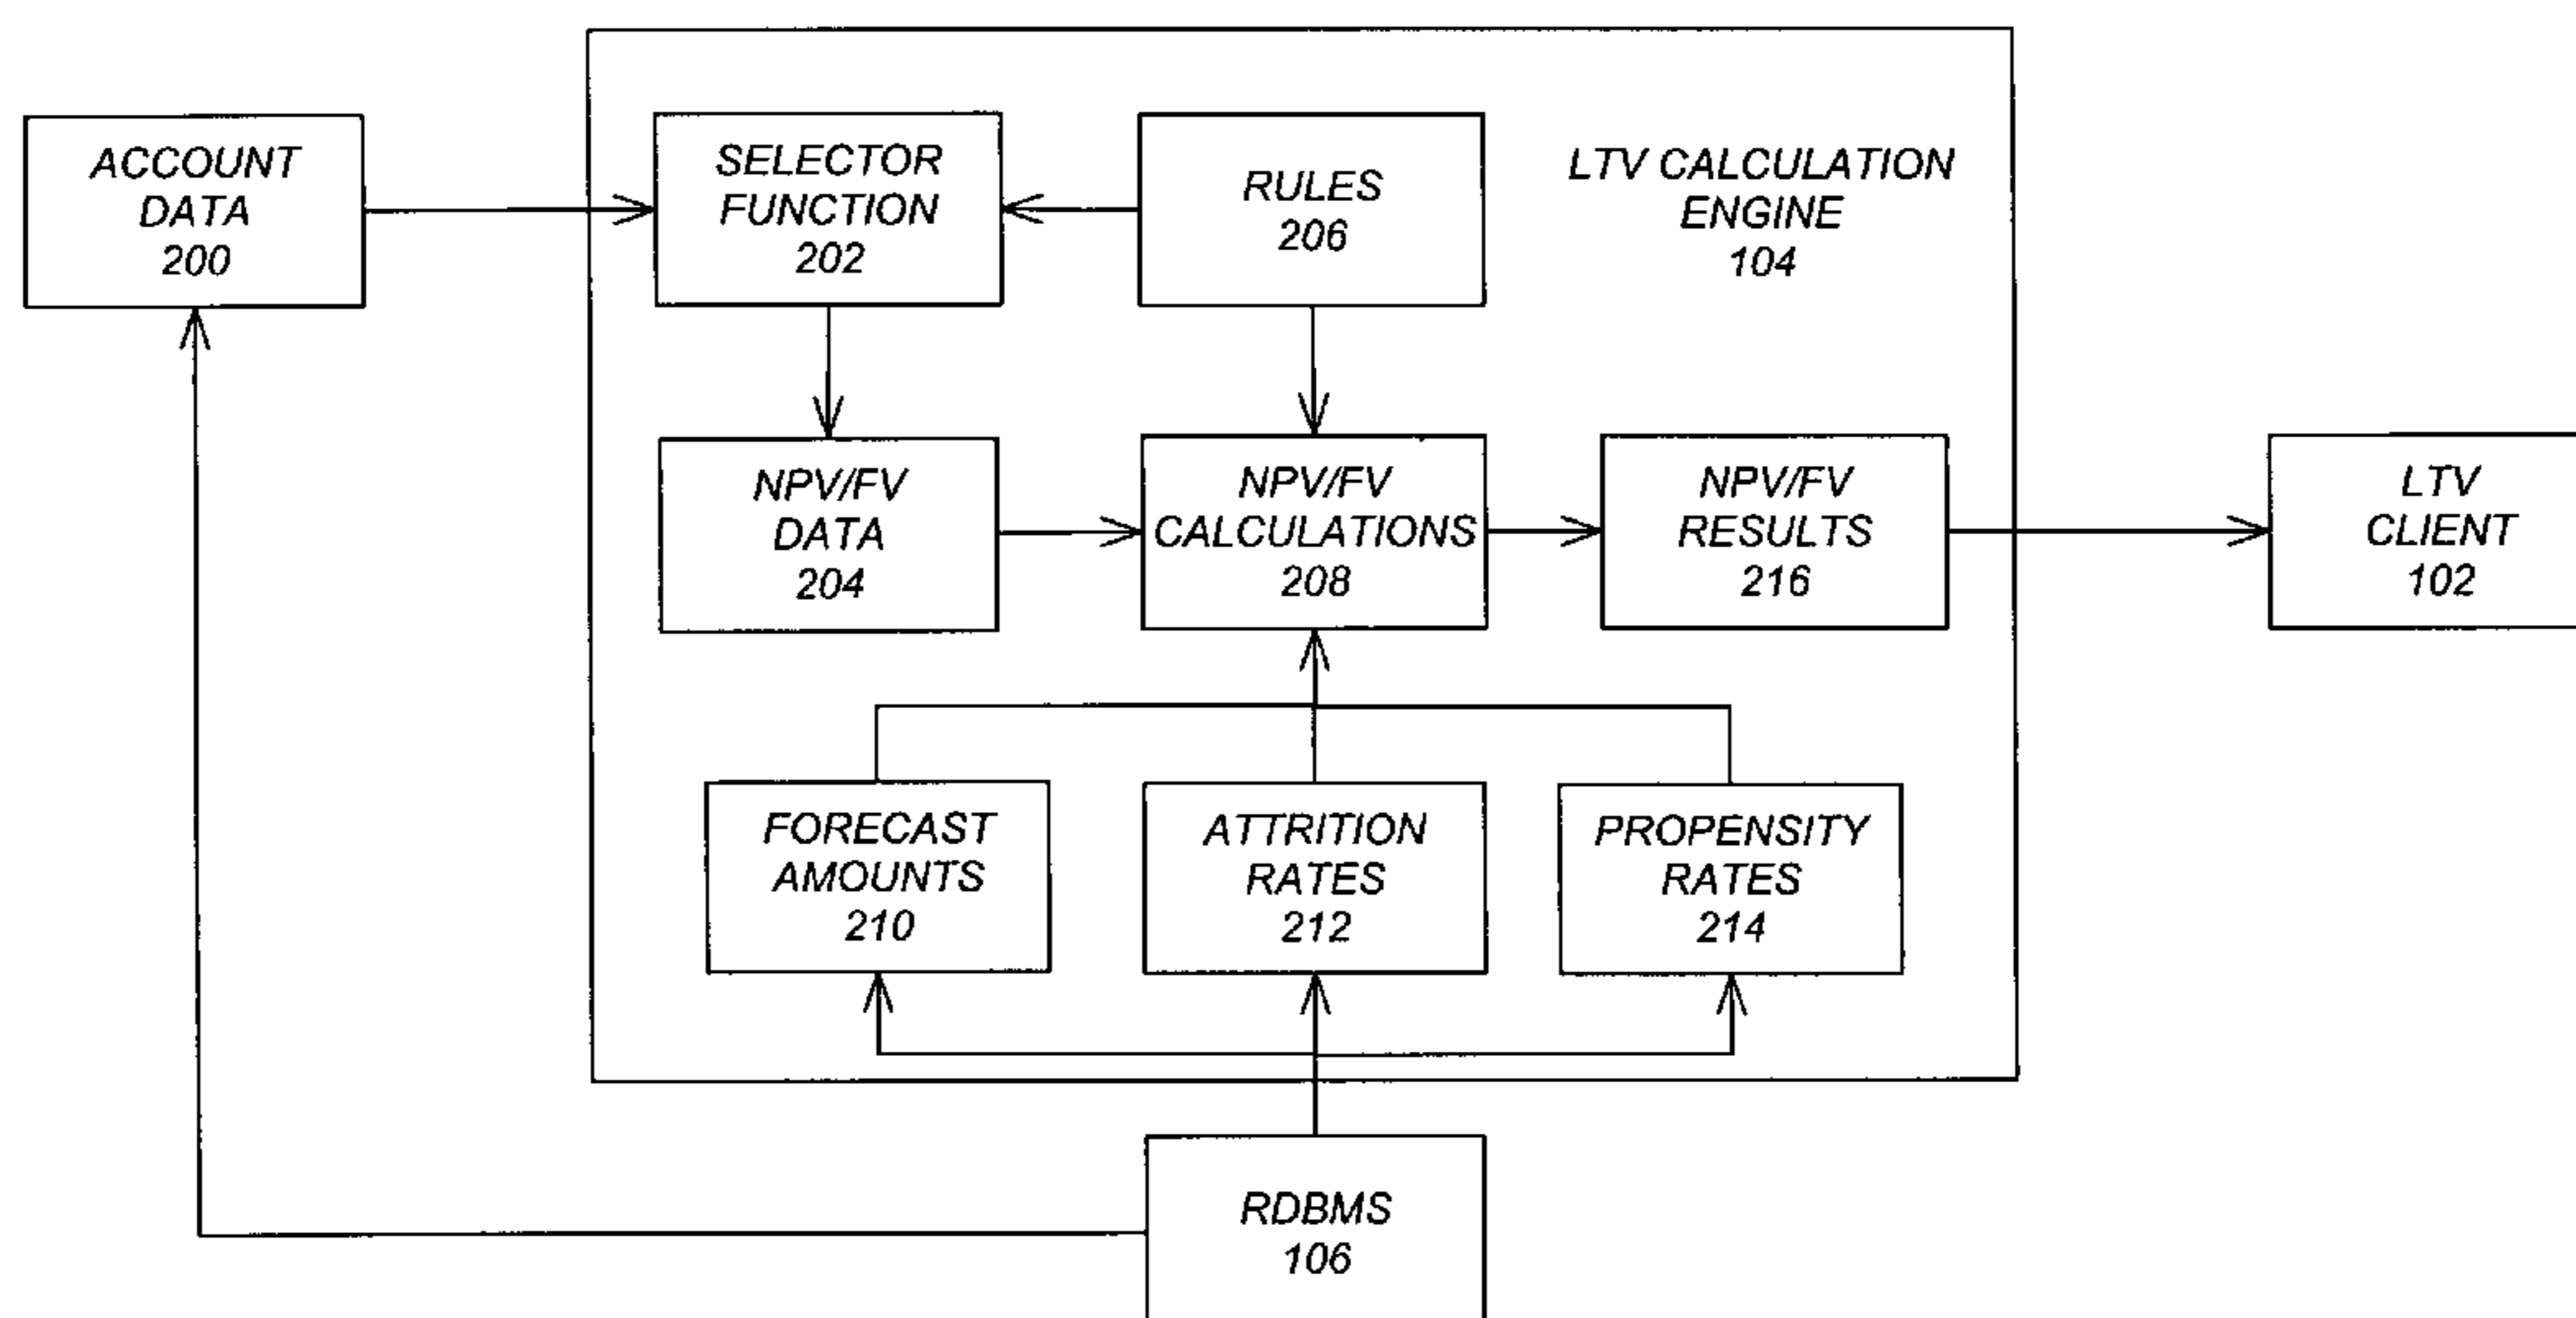 ACCOUNT
DATA
200
SELECTOR
FUNCTION
202
RULES
206
LTV CALCULATION
ENGINE
104
NPV/FV
DATA
204
NPV/FV
CALCULATIONS
208
NPV/FV
RESULTS
216
LTV
CLIENT
102
FORECAST
AMOUNTS
210
ATTRITION
RATES
212
PROPENSITY
RATES
214
RDBMS
106